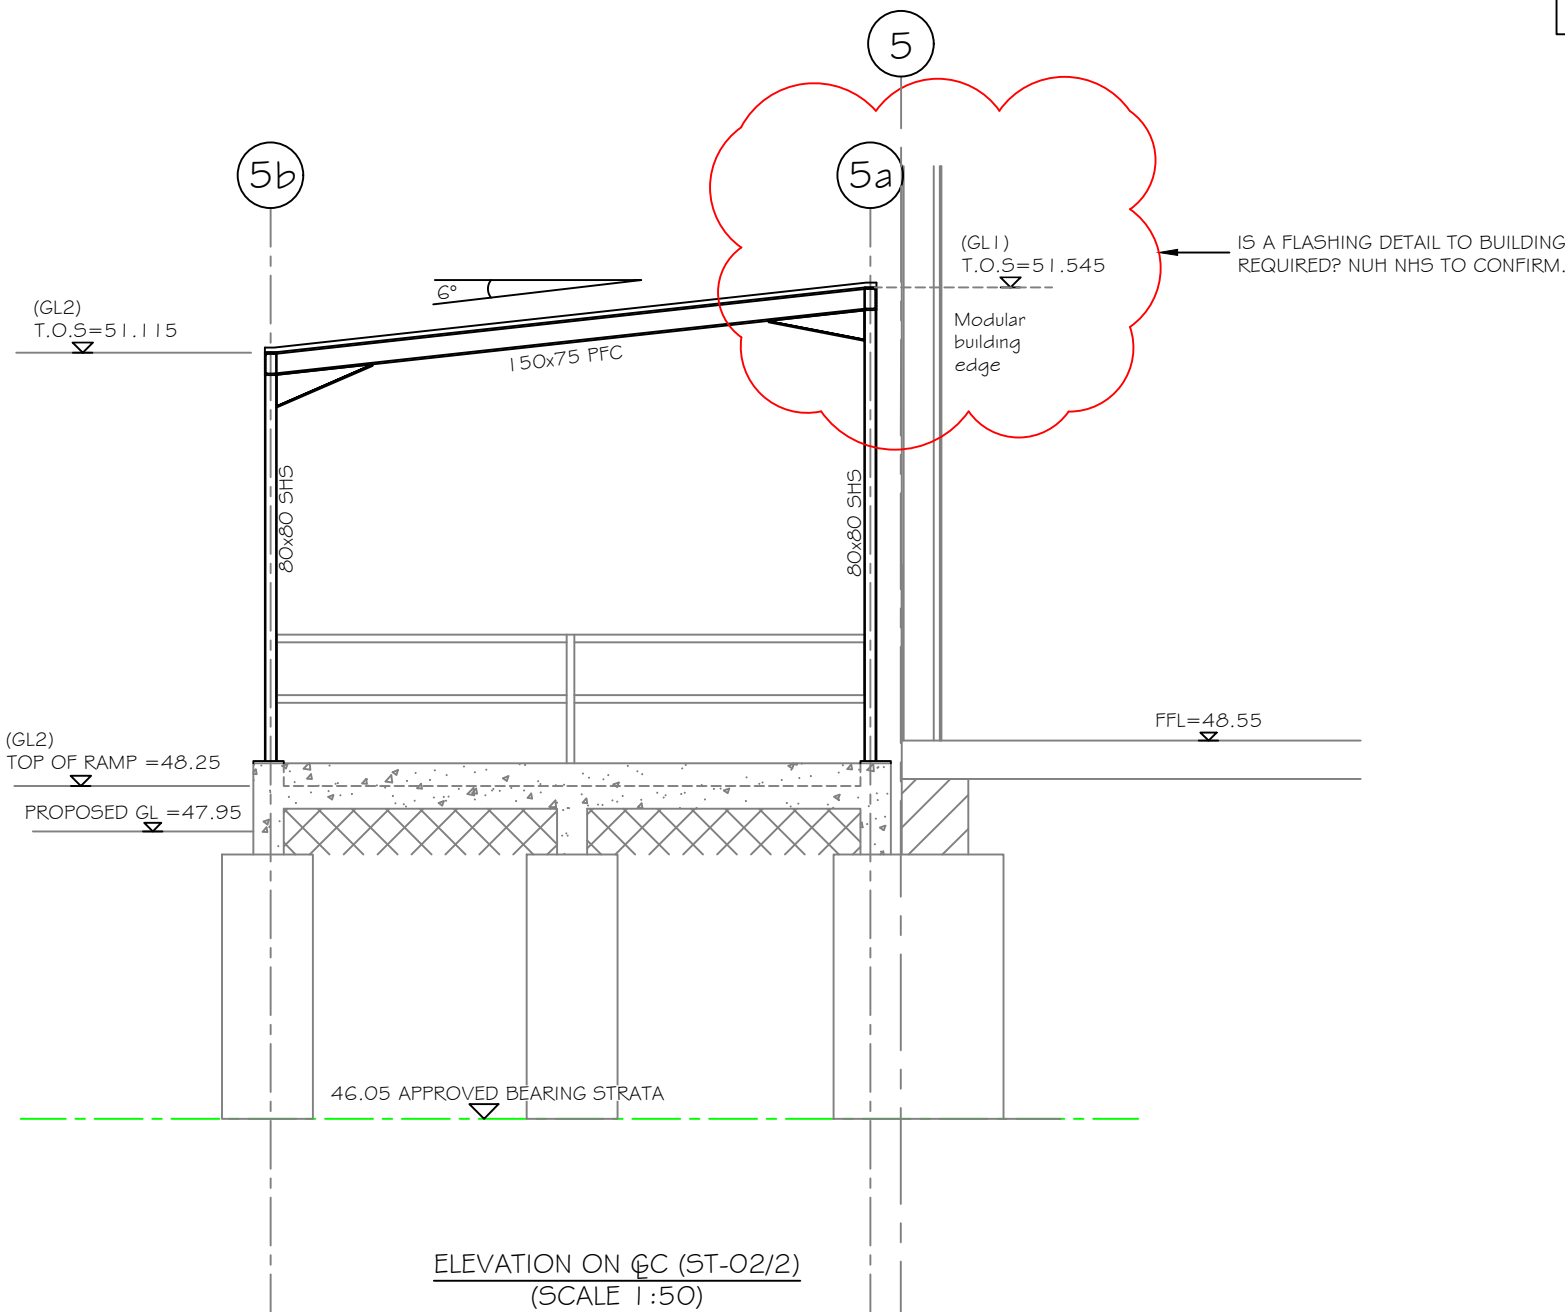 5
5b
5a
IS A FLASHING DETAIL TO BUILDING
REQUIRED? NUH NHS TO CONFIRM.
(GL1)
T.O.S=51.545
6°
(GL2)
T.O.S=51.115
Modular
building
edge
150x75 PFC
80x80 SHS
80x80 SHS
FFL=48.55
(GL2)
TOP OF RAMP =48.25
PROPOSED GL =47.95
46.05 APPROVED BEARING STRATA
ELEVATION ON ℄C (ST-02/2)
(SCALE 1:50)